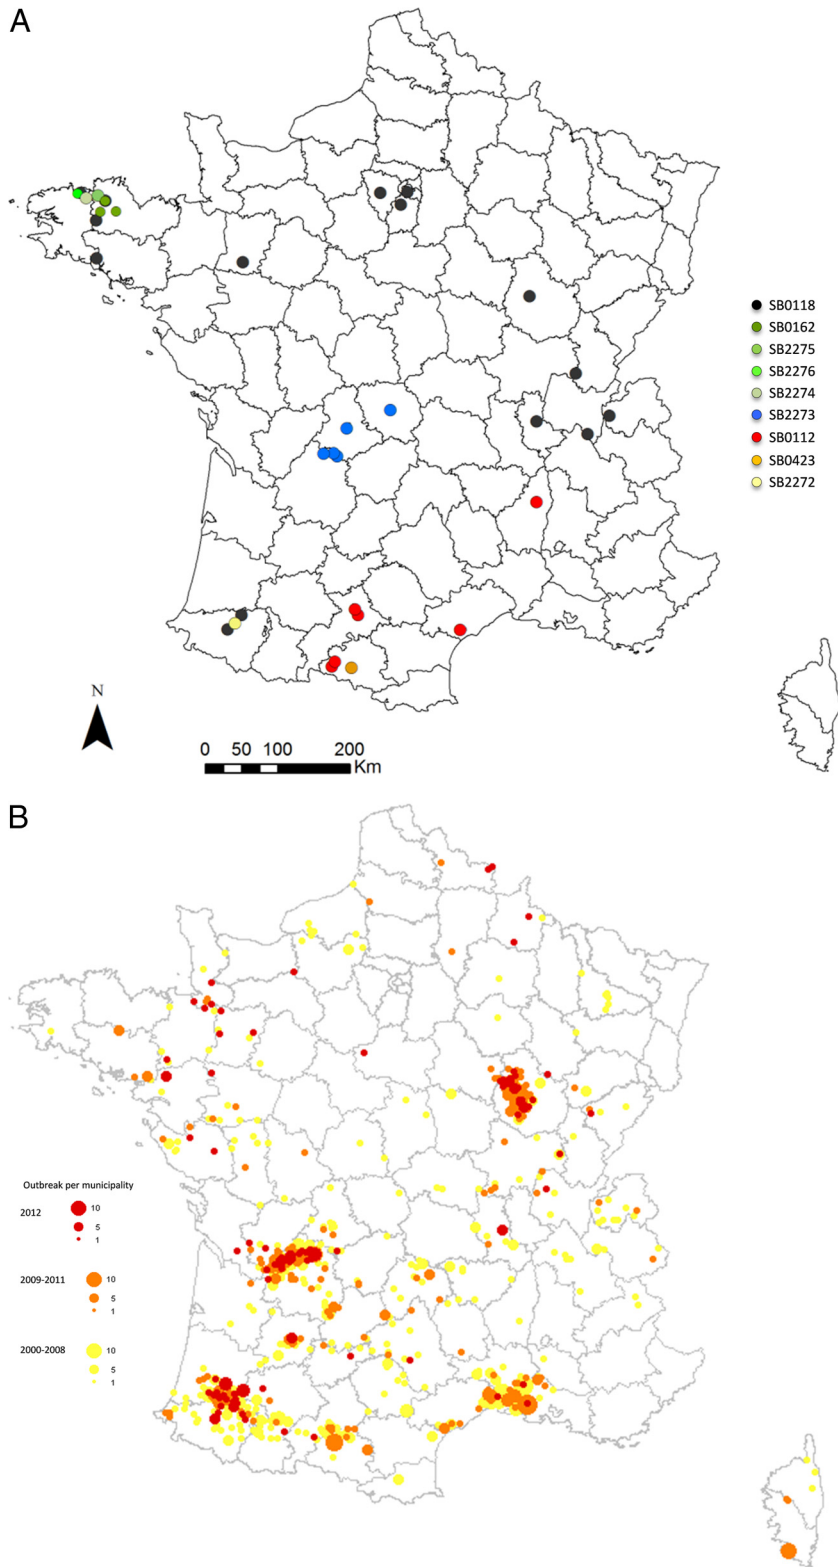 A
SB0118
SB0162
SB2275
SB2276
SB2274
SB2273
SB0112
SB0423
SB2272
N
0 50 100 200
Km
B
Outbreak per municipality
2012
10
5
1
2009-2011
10
5
1
2000-2008
10
5
1